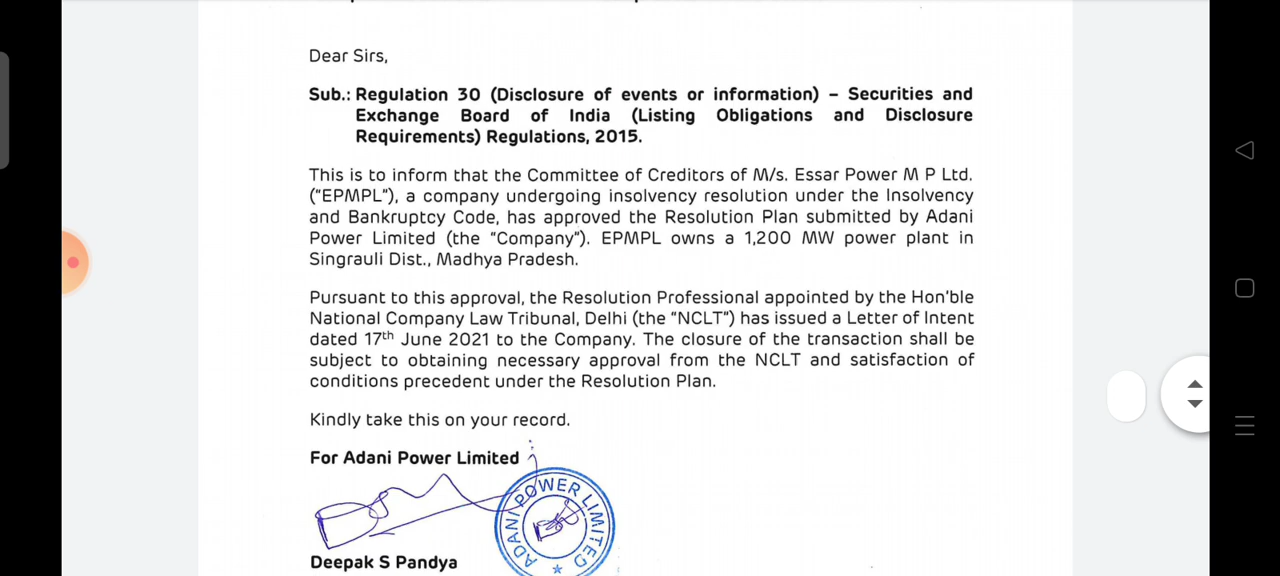 Dear Sirs,
Sub.: Regulation 30 (Disclosure of events or information) – Securities and
Exchange Board of India (Listing Obligations and Disclosure
Requirements) Regulations, 2015.
This is to inform that the Committee of Creditors of M/s. Essar Power M P Ltd.
("EPMPL"), a company undergoing insolvency resolution under the Insolvency
and Bankruptcy Code, has approved the Resolution Plan submitted by Adani
Power Limited (the "Company"). EPMPL owns a 1,200 MW power plant in
Singrauli Dist., Madhya Pradesh.
Pursuant to this approval, the Resolution Professional appointed by the Hon'ble
National Company Law Tribunal, Delhi (the "NCLT") has issued a Letter of Intent
dated 17th June 2021 to the Company. The closure of the transaction shall be
subject to obtaining necessary approval from the NCLT and satisfaction of
conditions precedent under the Resolution Plan.
Kindly take this on your record.
For Adani Power Limited
ADANI POWER LIMITED
Deepak S Pandya